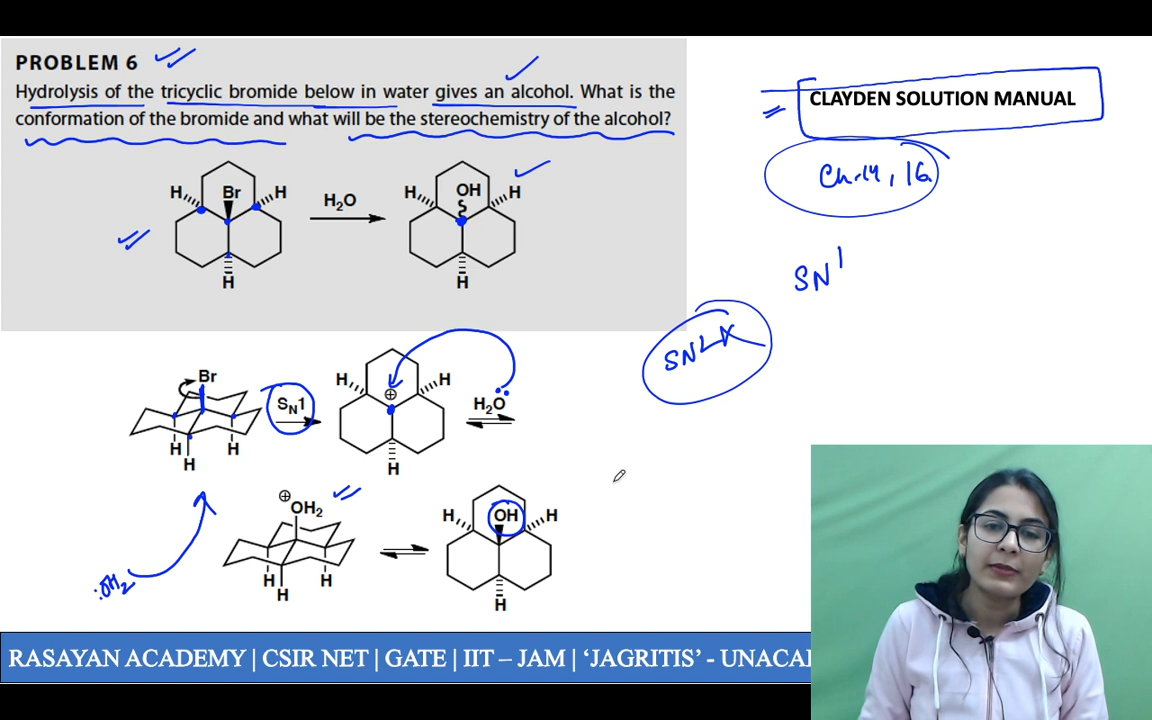 PROBLEM 6
Hydrolysis of the tricyclic bromide below in water gives an alcohol. What is the
conformation of the bromide and what will be the stereochemistry of the alcohol?
CLAYDEN SOLUTION MANUAL
Ch-14, 16
H Br H
H₂O
H OH H
H
H
SN1
SN2
Br
SN1
H H
H
H ⊕ H
H
H₂O
⊕
OH₂
H H
H
H OH H
H
:OH₂
RASAYAN ACADEMY | CSIR NET | GATE | IIT – JAM | ‘JAGRITIS’ - UNACA